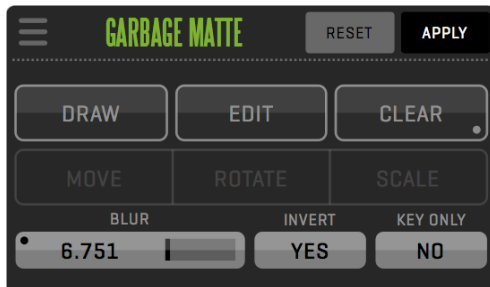 GARBAGE MATTE RESET APPLY
DRAW EDIT CLEAR
MOVE ROTATE SCALE
BLUR INVERT KEY ONLY
6.751 YES NO